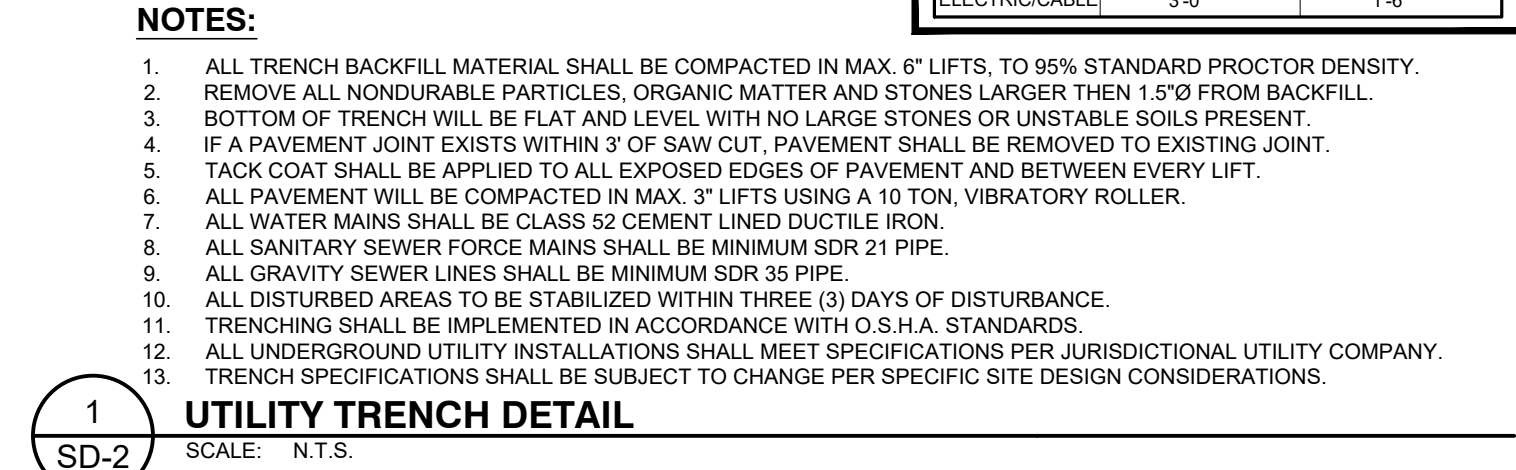 ELECTRIC/CABLE 3'-0" 1'-6"
NOTES:
1. ALL TRENCH BACKFILL MATERIAL SHALL BE COMPACTED IN MAX. 6" LIFTS, TO 95% STANDARD PROCTOR DENSITY.
2. REMOVE ALL NONDURABLE PARTICLES, ORGANIC MATTER AND STONES LARGER THEN 1.5"Ø FROM BACKFILL.
3. BOTTOM OF TRENCH WILL BE FLAT AND LEVEL WITH NO LARGE STONES OR UNSTABLE SOILS PRESENT.
4. IF A PAVEMENT JOINT EXISTS WITHIN 3' OF SAW CUT, PAVEMENT SHALL BE REMOVED TO EXISTING JOINT.
5. TACK COAT SHALL BE APPLIED TO ALL EXPOSED EDGES OF PAVEMENT AND BETWEEN EVERY LIFT.
6. ALL PAVEMENT WILL BE COMPACTED IN MAX. 3" LIFTS USING A 10 TON, VIBRATORY ROLLER.
7. ALL WATER MAINS SHALL BE CLASS 52 CEMENT LINED DUCTILE IRON.
8. ALL SANITARY SEWER FORCE MAINS SHALL BE MINIMUM SDR 21 PIPE.
9. ALL GRAVITY SEWER LINES SHALL BE MINIMUM SDR 35 PIPE.
10. ALL DISTURBED AREAS TO BE STABILIZED WITHIN THREE (3) DAYS OF DISTURBANCE.
11. TRENCHING SHALL BE IMPLEMENTED IN ACCORDANCE WITH O.S.H.A. STANDARDS.
12. ALL UNDERGROUND UTILITY INSTALLATIONS SHALL MEET SPECIFICATIONS PER JURISDICTIONAL UTILITY COMPANY.
13. TRENCH SPECIFICATIONS SHALL BE SUBJECT TO CHANGE PER SPECIFIC SITE DESIGN CONSIDERATIONS.
1 UTILITY TRENCH DETAIL
SD-2 SCALE: N.T.S.